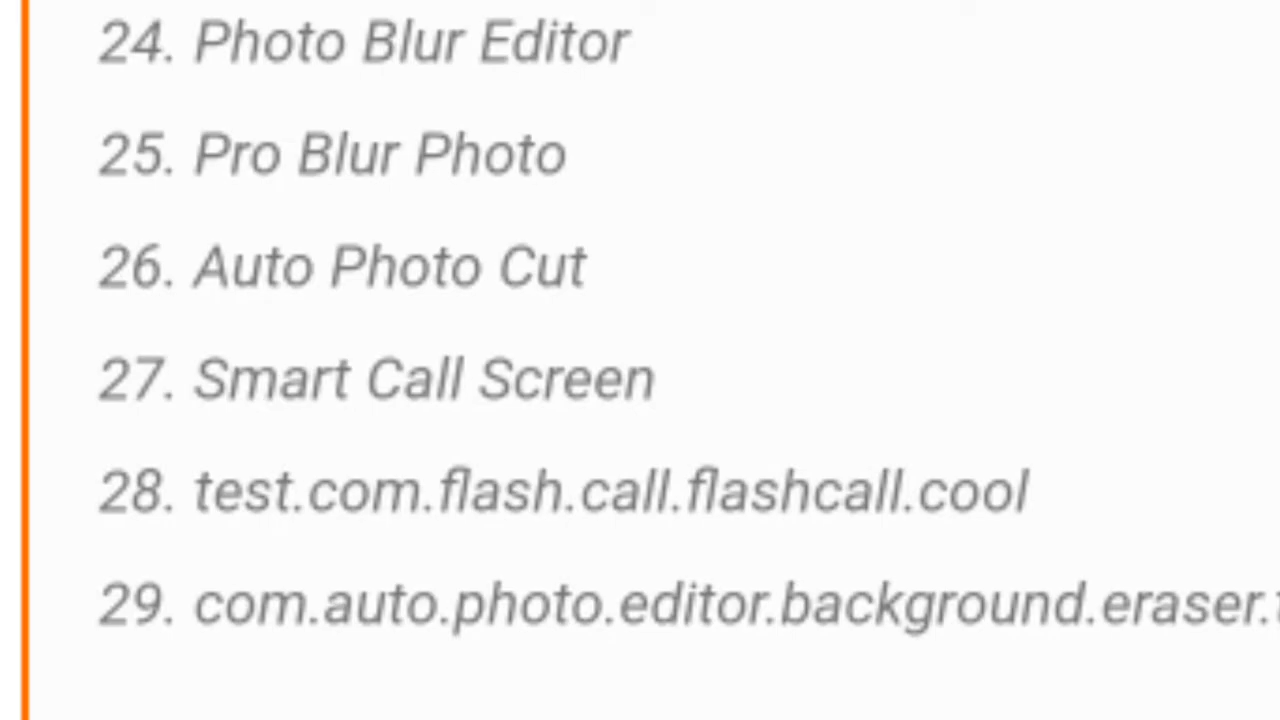 24. Photo Blur Editor
25. Pro Blur Photo
26. Auto Photo Cut
27. Smart Call Screen
28. test.com.flash.call.flashcall.cool
29. com.auto.photo.editor.background.eraser.